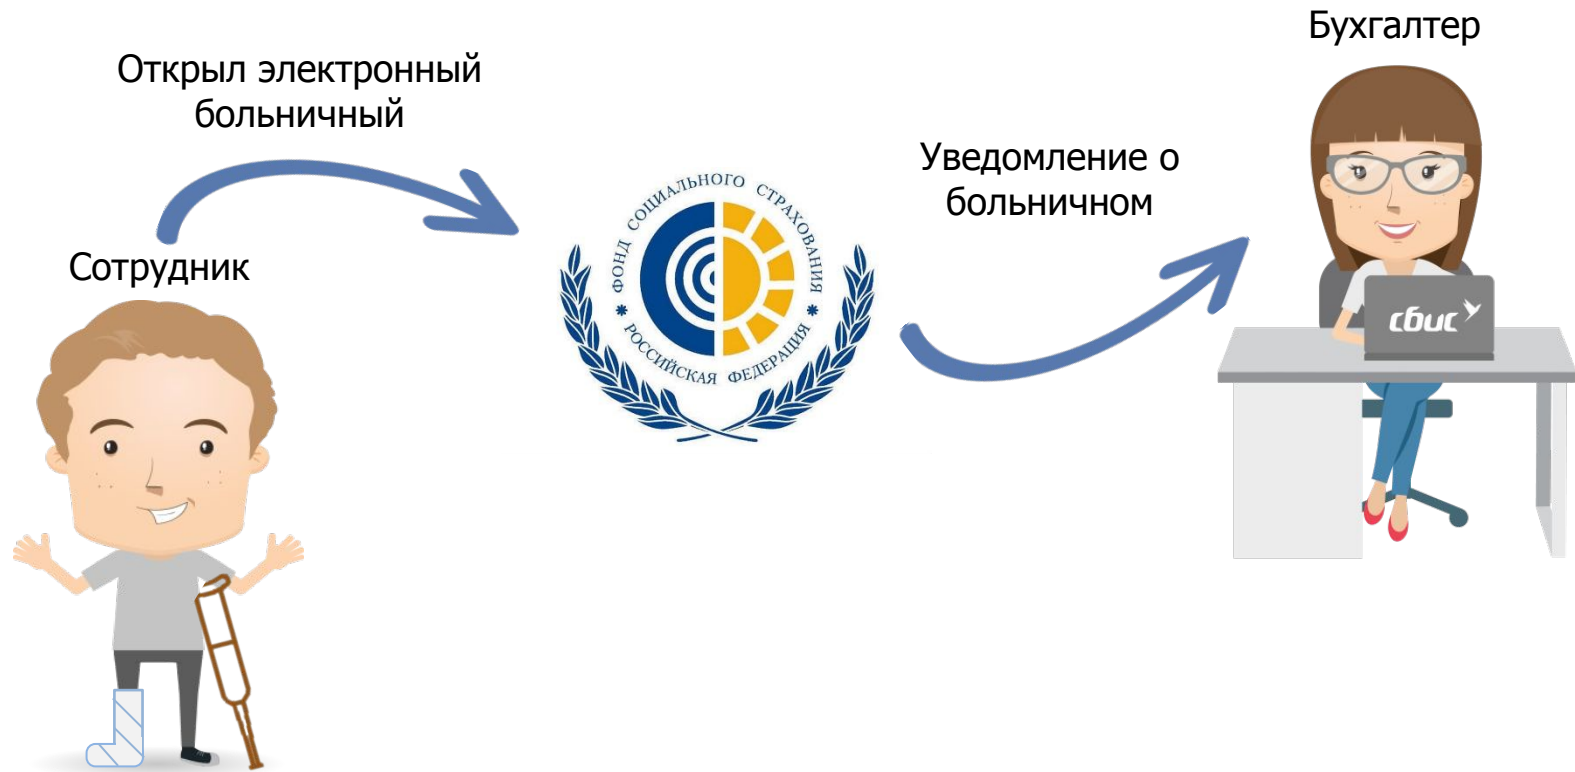 Бухгалтер
Открыл электронный
больничный
Уведомление о
больничном
Сотрудник
ФОНД СОЦИАЛЬНОГО СТРАХОВАНИЯ
* РОССИЙСКАЯ ФЕДЕРАЦИЯ *
сбис